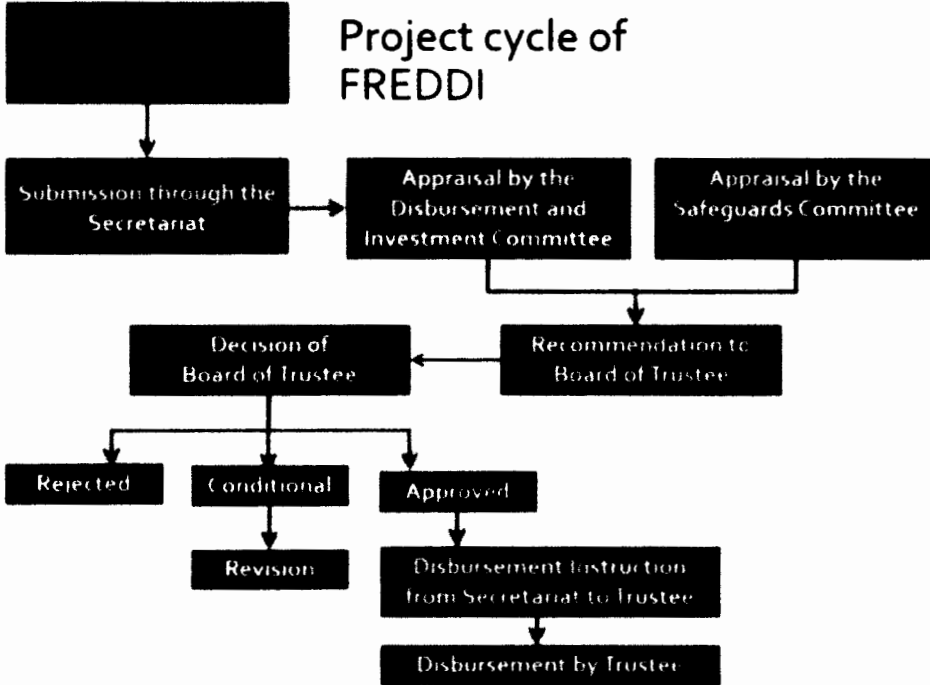 Project cycle of
FREDDI
Submission through the
Secretariat
Appraisal by the
Disbursement and
Investment Committee
Appraisal by the
Safeguards Committee
Recommendation to
Board of Trustee
Decision of
Board of Trustee
Rejected
Conditional
Approved
Revision
Disbursement Instruction
from Secretariat to Trustee
Disbursement by Trustee